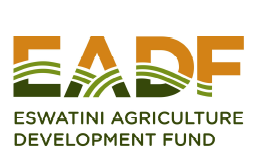 EADF
ESWATINI AGRICULTURE
DEVELOPMENT FUND